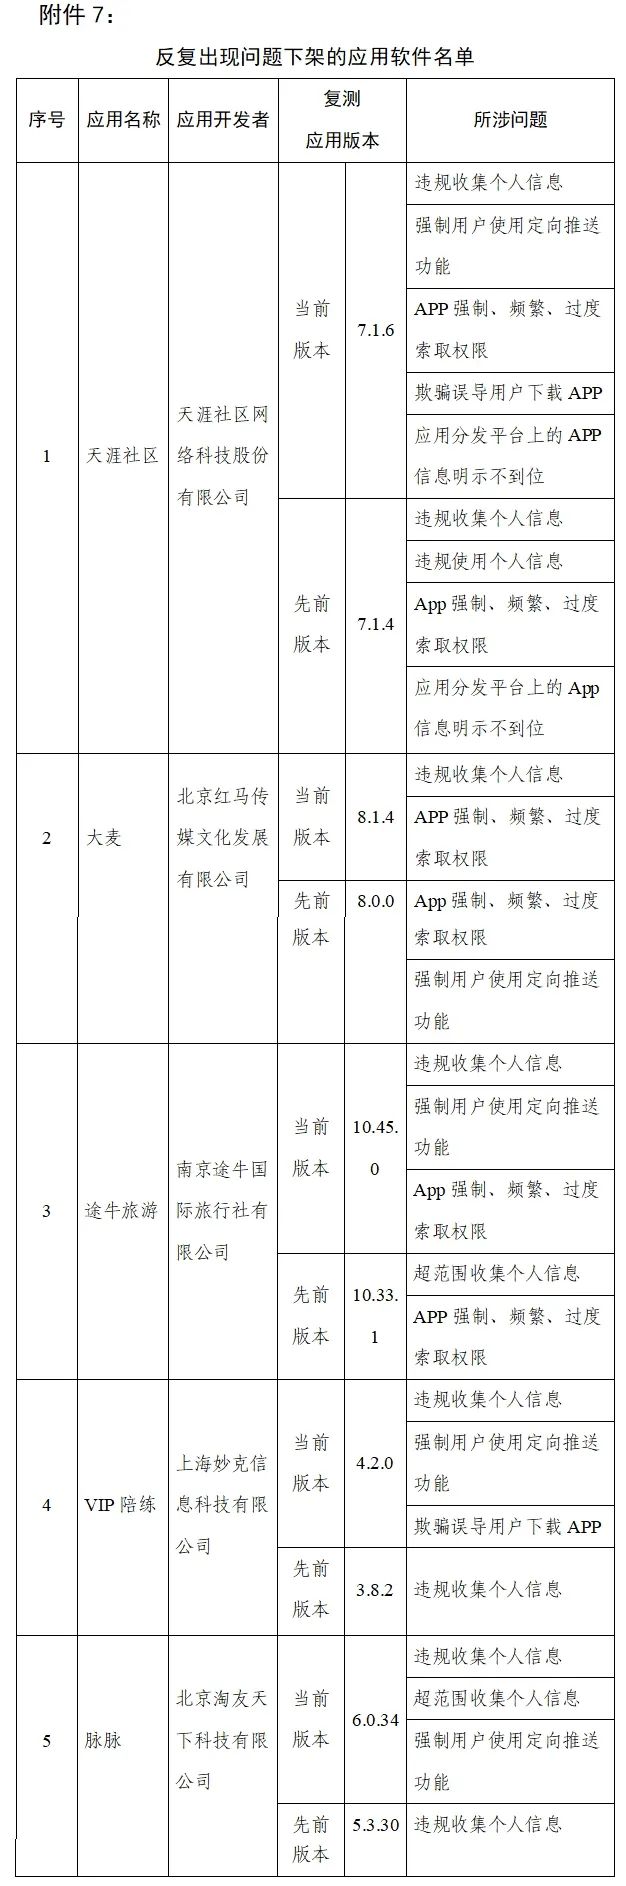 附件 7：
反复出现问题下架的应用软件名单
序号
应用名称
应用开发者
复测
应用版本
所涉问题
1
天涯社区
天涯社区网
络科技股份
有限公司
当前
版本
7.1.6
违规收集个人信息
强制用户使用定向推送
功能
APP 强制、频繁、过度
索取权限
欺骗误导用户下载 APP
应用分发平台上的 APP
信息明示不到位
先前
版本
7.1.4
违规收集个人信息
违规使用个人信息
App 强制、频繁、过度
索取权限
应用分发平台上的 App
信息明示不到位
2
大麦
北京红马传
媒文化发展
有限公司
当前
版本
8.1.4
违规收集个人信息
APP 强制、频繁、过度
索取权限
先前
版本
8.0.0
App 强制、频繁、过度
索取权限
强制用户使用定向推送
功能
3
途牛旅游
南京途牛国
际旅行社有
限公司
当前
版本
10.45.
0
违规收集个人信息
强制用户使用定向推送
功能
App 强制、频繁、过度
索取权限
先前
版本
10.33.
1
超范围收集个人信息
APP 强制、频繁、过度
索取权限
4
VIP 陪练
上海妙克信
息科技有限
公司
当前
版本
4.2.0
违规收集个人信息
强制用户使用定向推送
功能
欺骗误导用户下载 APP
先前
版本
3.8.2
违规收集个人信息
5
脉脉
北京淘友天
下科技有限
公司
当前
版本
6.0.34
违规收集个人信息
超范围收集个人信息
强制用户使用定向推送
功能
先前
版本
5.3.30
违规收集个人信息